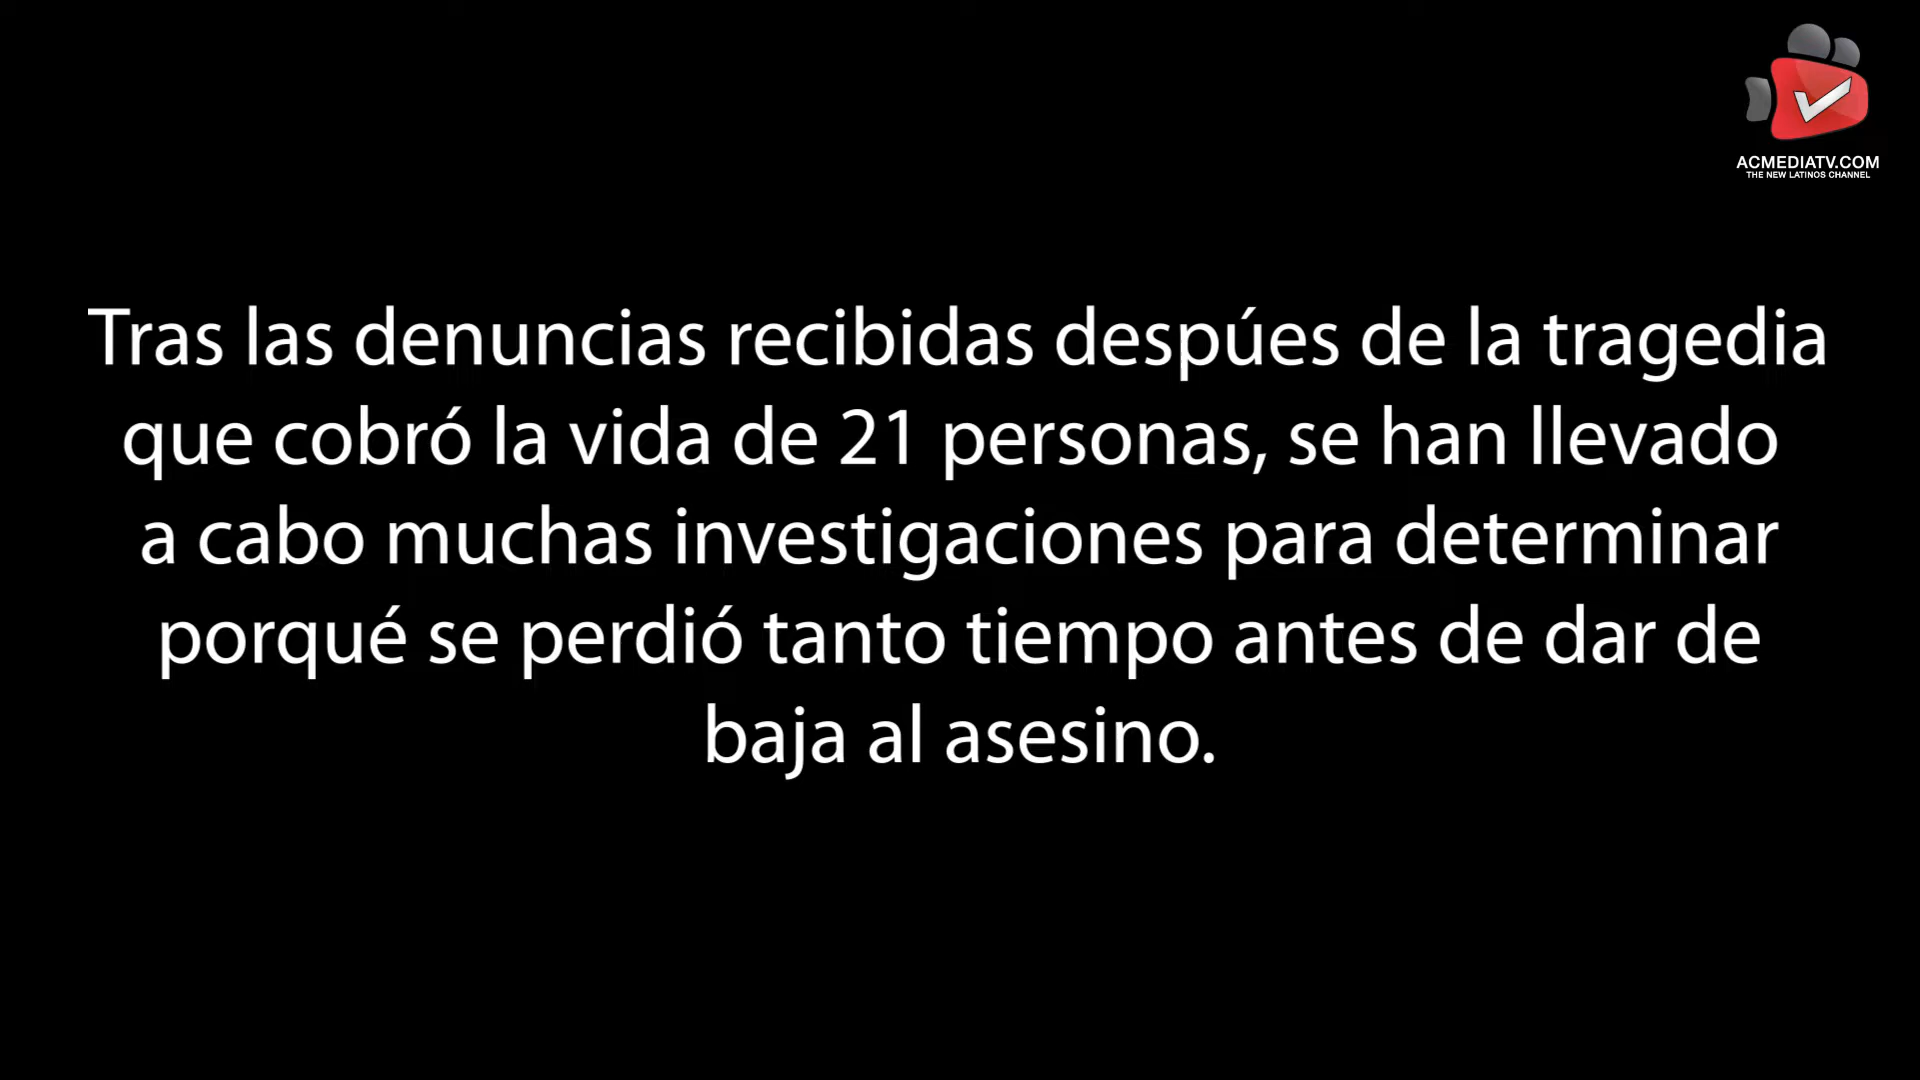 ACMEDIATV.COM
THE NEW LATINOS CHANNEL
Tras las denuncias recibidas despúes de la tragedia
que cobró la vida de 21 personas, se han llevado
a cabo muchas investigaciones para determinar
porqué se perdió tanto tiempo antes de dar de
baja al asesino.